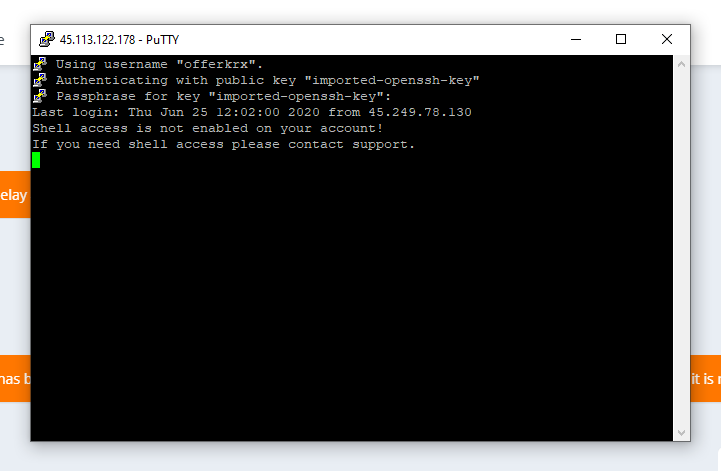 45.113.122.178 - PuTTY
Using username "offerkrx".
Authenticating with public key "imported-openssh-key"
Passphrase for key "imported-openssh-key":
Last login: Thu Jun 25 12:02:00 2020 from 45.249.78.130
Shell access is not enabled on your account!
If you need shell access please contact support.
elay
has b
it is